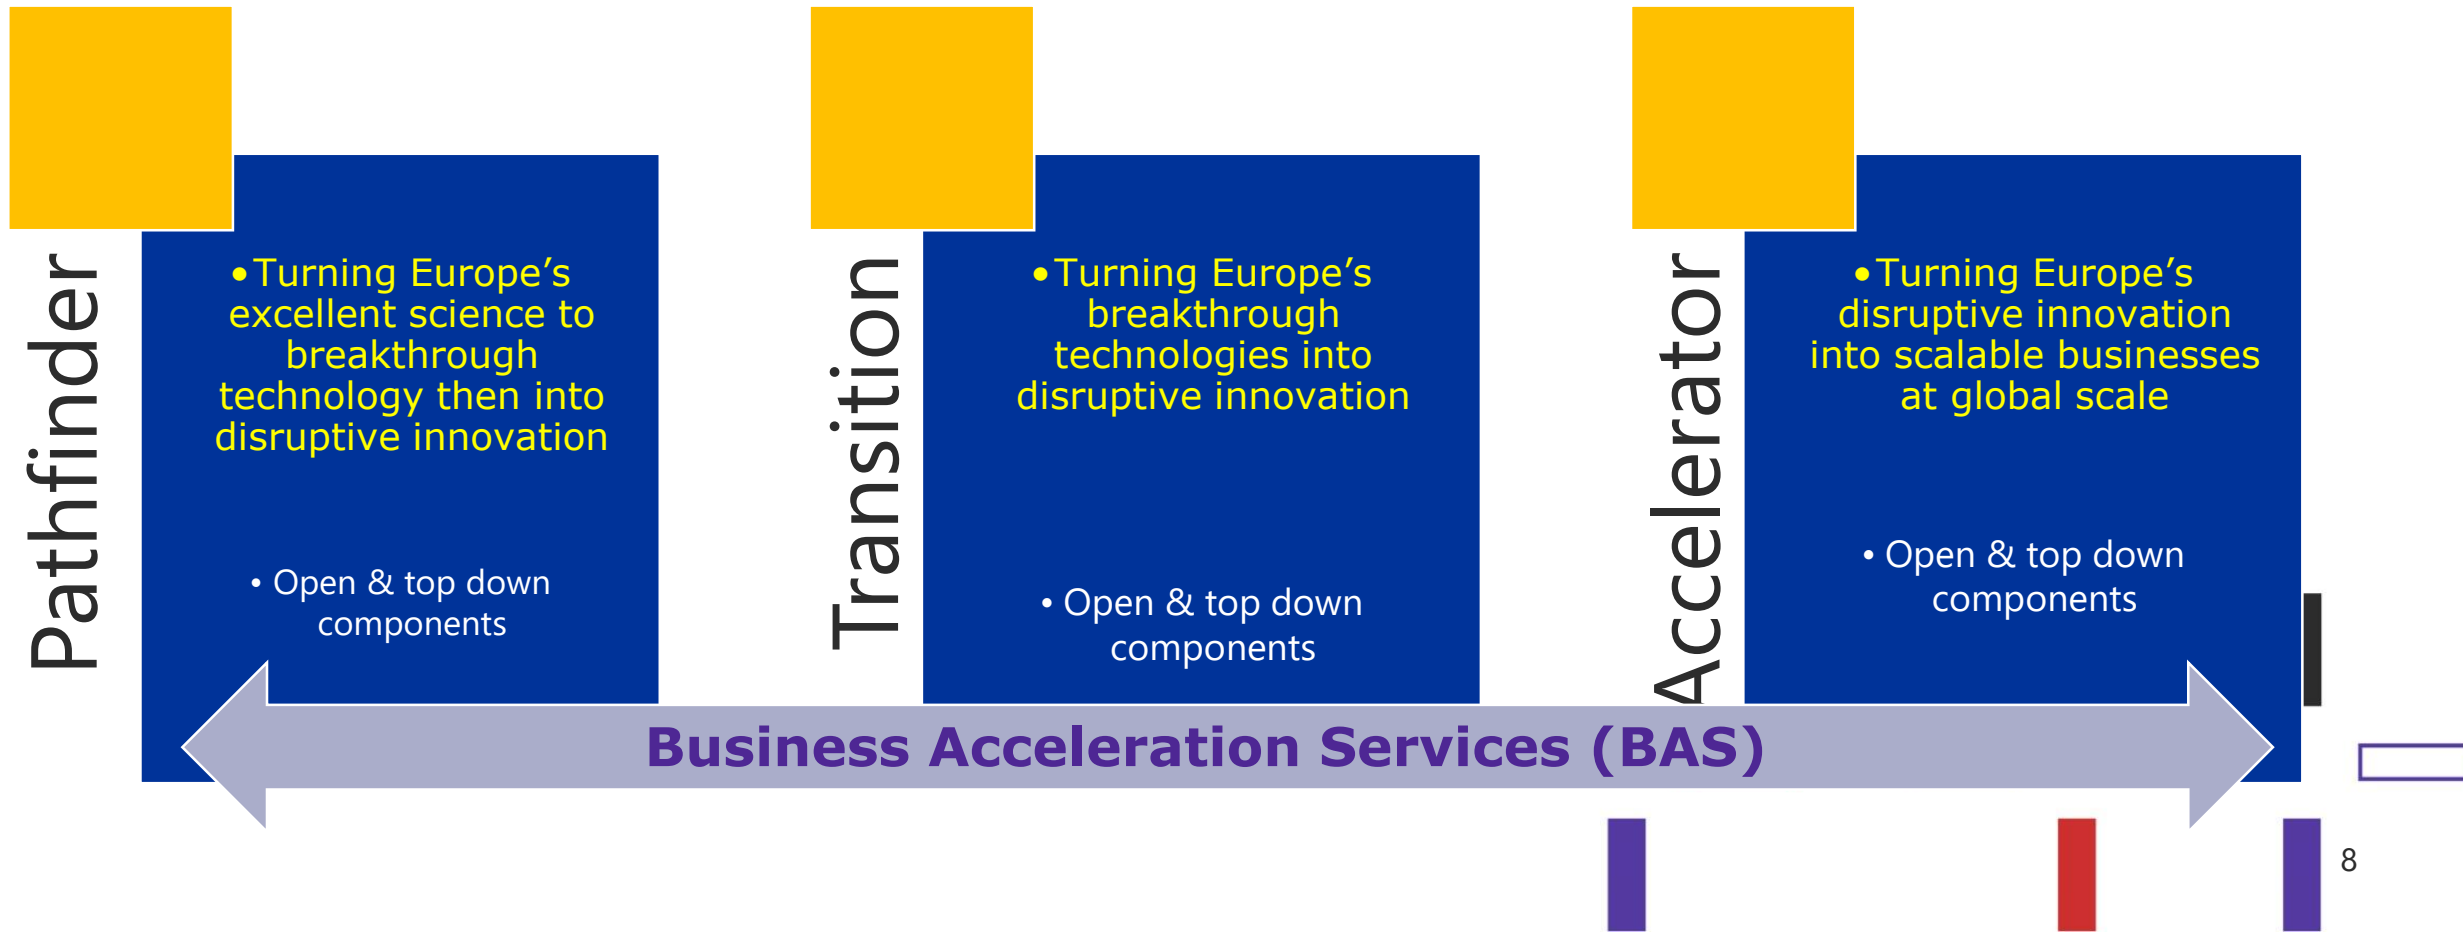 Pathfinder
•Turning Europe’s
excellent science to
breakthrough
technology then into
disruptive innovation
• Open & top down
components
Transition
•Turning Europe’s
breakthrough
technologies into
disruptive innovation
• Open & top down
components
Accelerator
•Turning Europe’s
disruptive innovation
into scalable businesses
at global scale
• Open & top down
components
Business Acceleration Services (BAS)
8